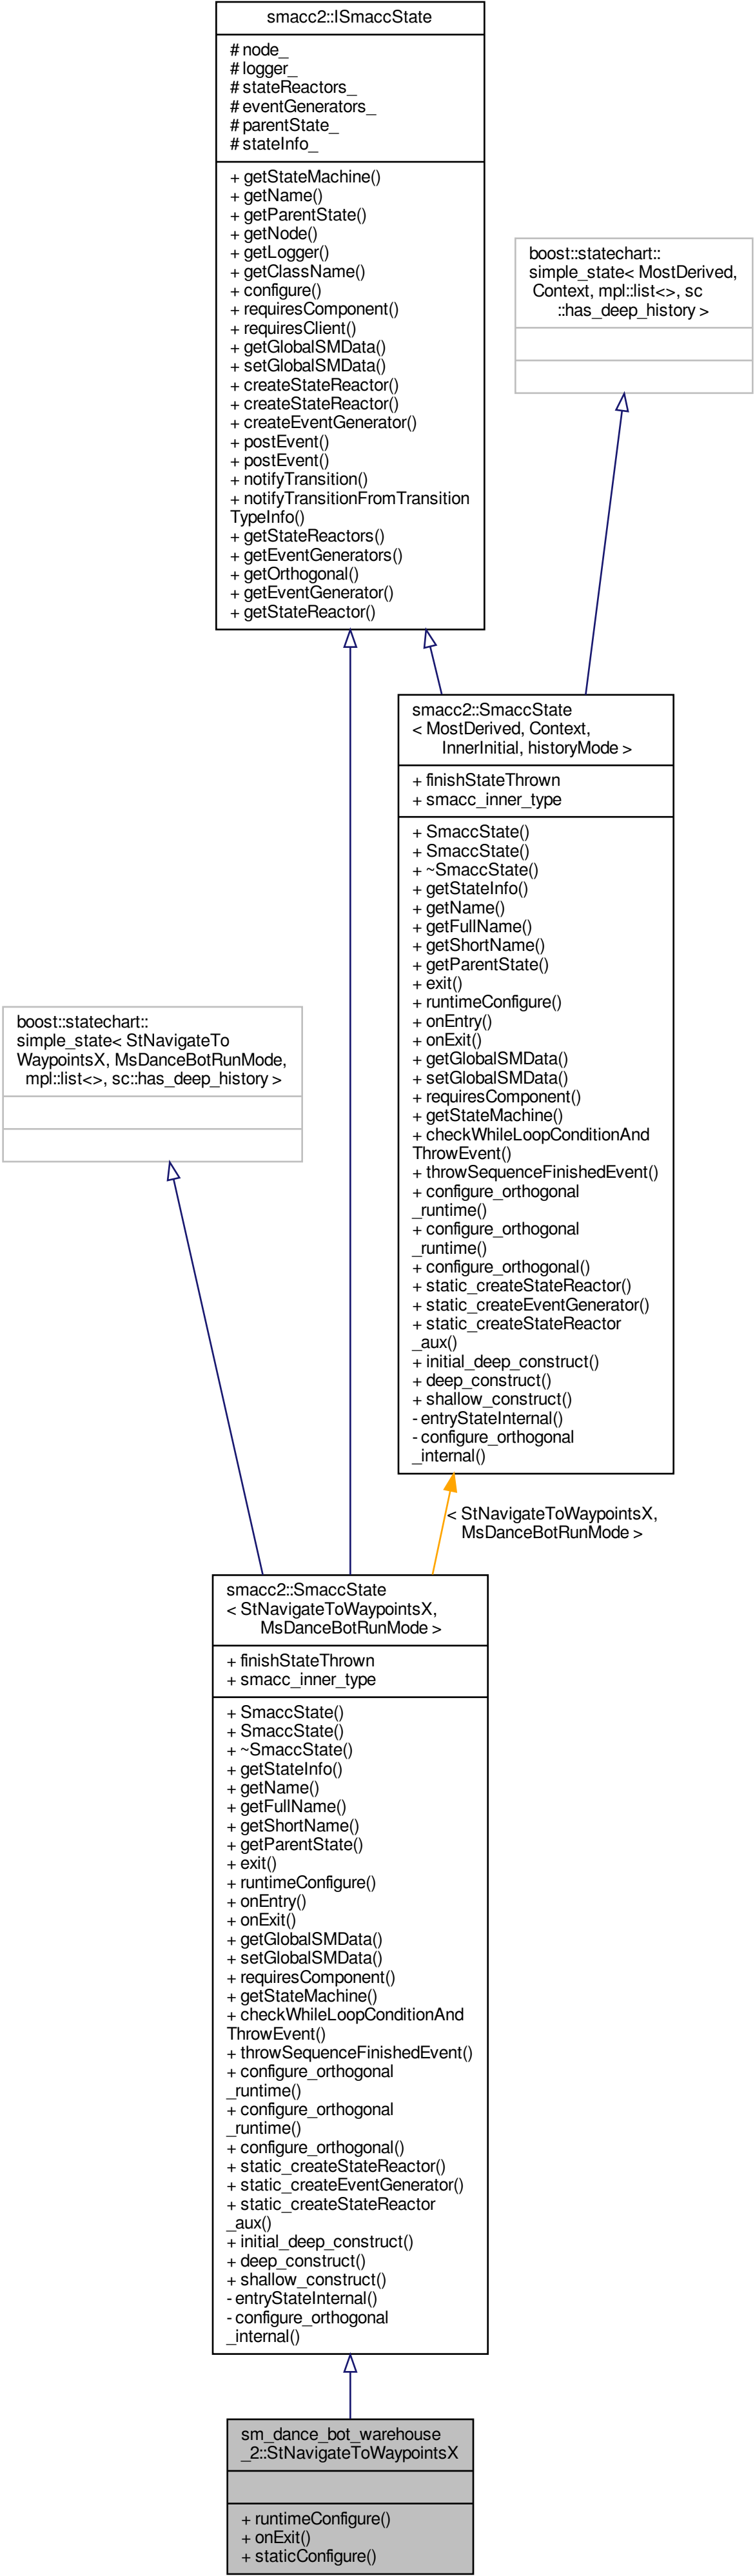 smacc2::ISmaccState
# node_
# logger_
# stateReactors_
# eventGenerators_
# parentState_
# stateInfo_
+ getStateMachine()
+ getName()
+ getParentState()
+ getNode()
+ getLogger()
+ getClassName()
+ configure()
+ requiresComponent()
+ requiresClient()
+ getGlobalSMData()
+ setGlobalSMData()
+ createStateReactor()
+ createStateReactor()
+ createEventGenerator()
+ postEvent()
+ postEvent()
+ notifyTransition()
+ notifyTransitionFromTransition
TypeInfo()
+ getStateReactors()
+ getEventGenerators()
+ getOrthogonal()
+ getEventGenerator()
+ getStateReactor()
boost::statechart::
simple_state< MostDerived,
Context, mpl::list<>, sc
::has_deep_history >
smacc2::SmaccState
< MostDerived, Context,
InnerInitial, historyMode >
+ finishStateThrown
+ smacc_inner_type
+ SmaccState()
+ SmaccState()
+ ~SmaccState()
+ getStateInfo()
+ getName()
+ getFullName()
+ getShortName()
+ getParentState()
+ exit()
+ runtimeConfigure()
+ onEntry()
+ onExit()
+ getGlobalSMData()
+ setGlobalSMData()
+ requiresComponent()
+ getStateMachine()
+ checkWhileLoopConditionAnd
ThrowEvent()
+ throwSequenceFinishedEvent()
+ configure_orthogonal
_runtime()
+ configure_orthogonal
_runtime()
+ configure_orthogonal()
+ static_createStateReactor()
+ static_createEventGenerator()
+ static_createStateReactor
_aux()
+ initial_deep_construct()
+ deep_construct()
+ shallow_construct()
- entryStateInternal()
- configure_orthogonal
_internal()
boost::statechart::
simple_state< StNavigateTo
WaypointsX, MsDanceBotRunMode,
mpl::list<>, sc::has_deep_history >
< StNavigateToWaypointsX,
MsDanceBotRunMode >
smacc2::SmaccState
< StNavigateToWaypointsX,
MsDanceBotRunMode >
+ finishStateThrown
+ smacc_inner_type
+ SmaccState()
+ SmaccState()
+ ~SmaccState()
+ getStateInfo()
+ getName()
+ getFullName()
+ getShortName()
+ getParentState()
+ exit()
+ runtimeConfigure()
+ onEntry()
+ onExit()
+ getGlobalSMData()
+ setGlobalSMData()
+ requiresComponent()
+ getStateMachine()
+ checkWhileLoopConditionAnd
ThrowEvent()
+ throwSequenceFinishedEvent()
+ configure_orthogonal
_runtime()
+ configure_orthogonal
_runtime()
+ configure_orthogonal()
+ static_createStateReactor()
+ static_createEventGenerator()
+ static_createStateReactor
_aux()
+ initial_deep_construct()
+ deep_construct()
+ shallow_construct()
- entryStateInternal()
- configure_orthogonal
_internal()
sm_dance_bot_warehouse
_2::StNavigateToWaypointsX
+ runtimeConfigure()
+ onExit()
+ staticConfigure()